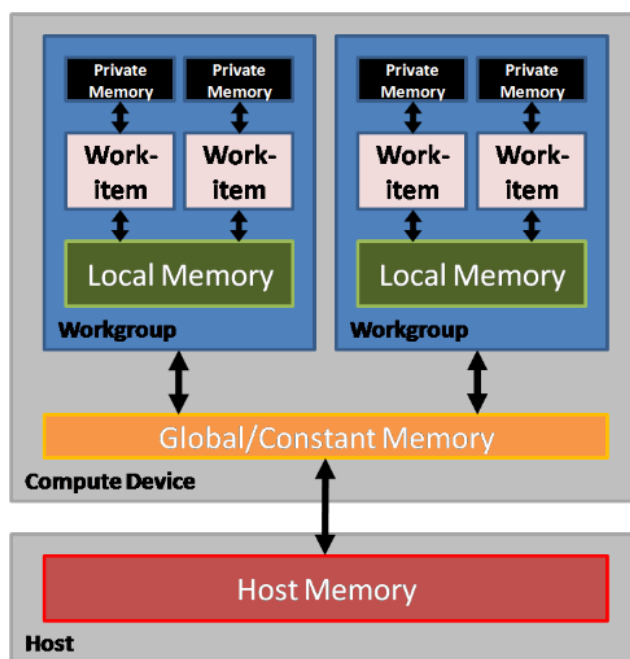 Private Memory
Private Memory
Private Memory
Private Memory
Work-item
Work-item
Work-item
Work-item
Local Memory
Local Memory
Workgroup
Workgroup
Global/Constant Memory
Compute Device
Host Memory
Host